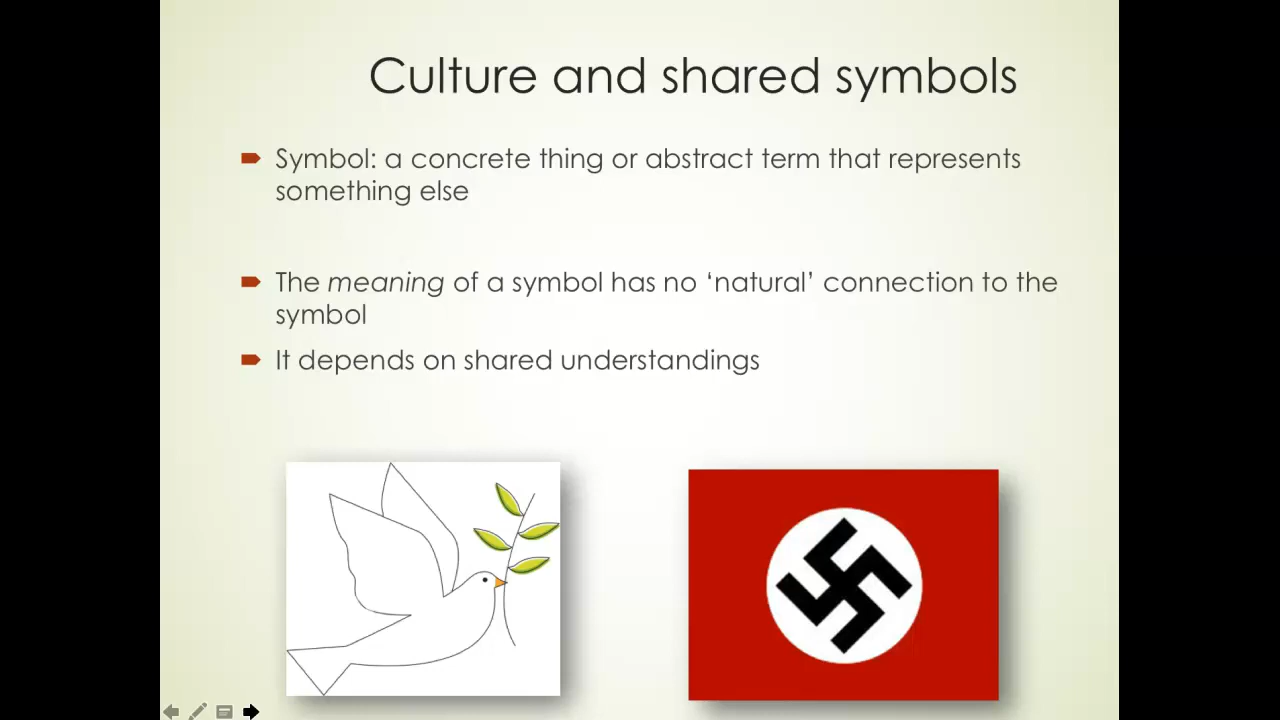 Culture and shared symbols
Symbol: a concrete thing or abstract term that represents
something else
The meaning of a symbol has no ‘natural’ connection to the
symbol
It depends on shared understandings